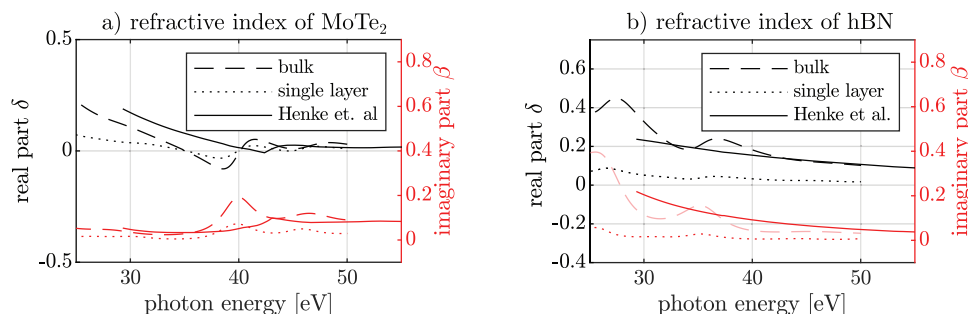 a) refractive index of MoTe₂
0.5
0
-0.5
real part δ
0.8
0.6
0.4
0.2
0
imaginary part β
bulk
single layer
Henke et. al
30
40
50
photon energy [eV]
b) refractive index of hBN
0.6
0.4
0.2
0
-0.2
-0.4
real part δ
0.8
0.6
0.4
0.2
0
imaginary part β
bulk
single layer
Henke et al.
30
40
50
photon energy [eV]